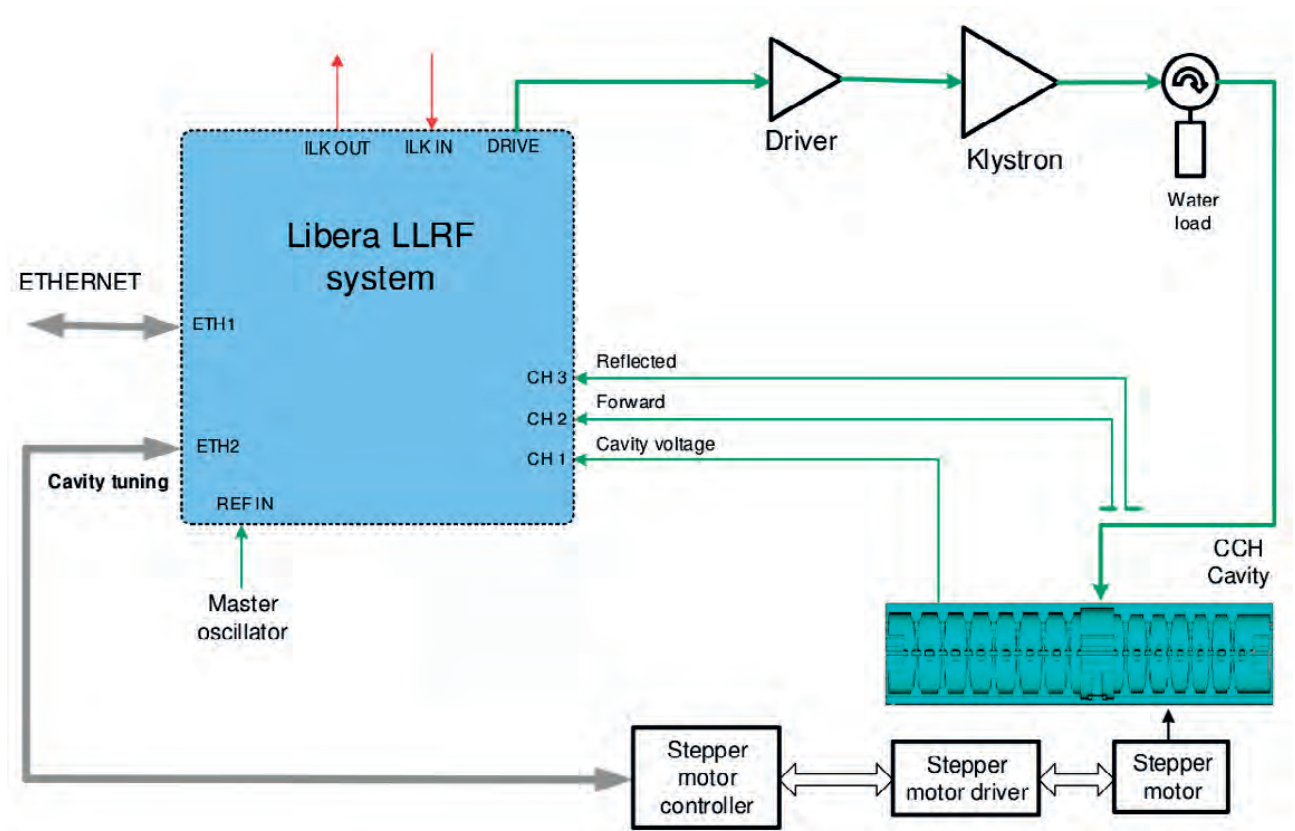 ILK OUT
ILK IN
DRIVE
Driver
Klystron
Water
load
Libera LLRF
system
ETHERNET
ETH1
CH 3
Reflected
CH 2
Forward
CH 1
Cavity voltage
ETH2
Cavity tuning
REF IN
Master
oscillator
CCH
Cavity
Stepper
motor
controller
Stepper
motor driver
Stepper
motor